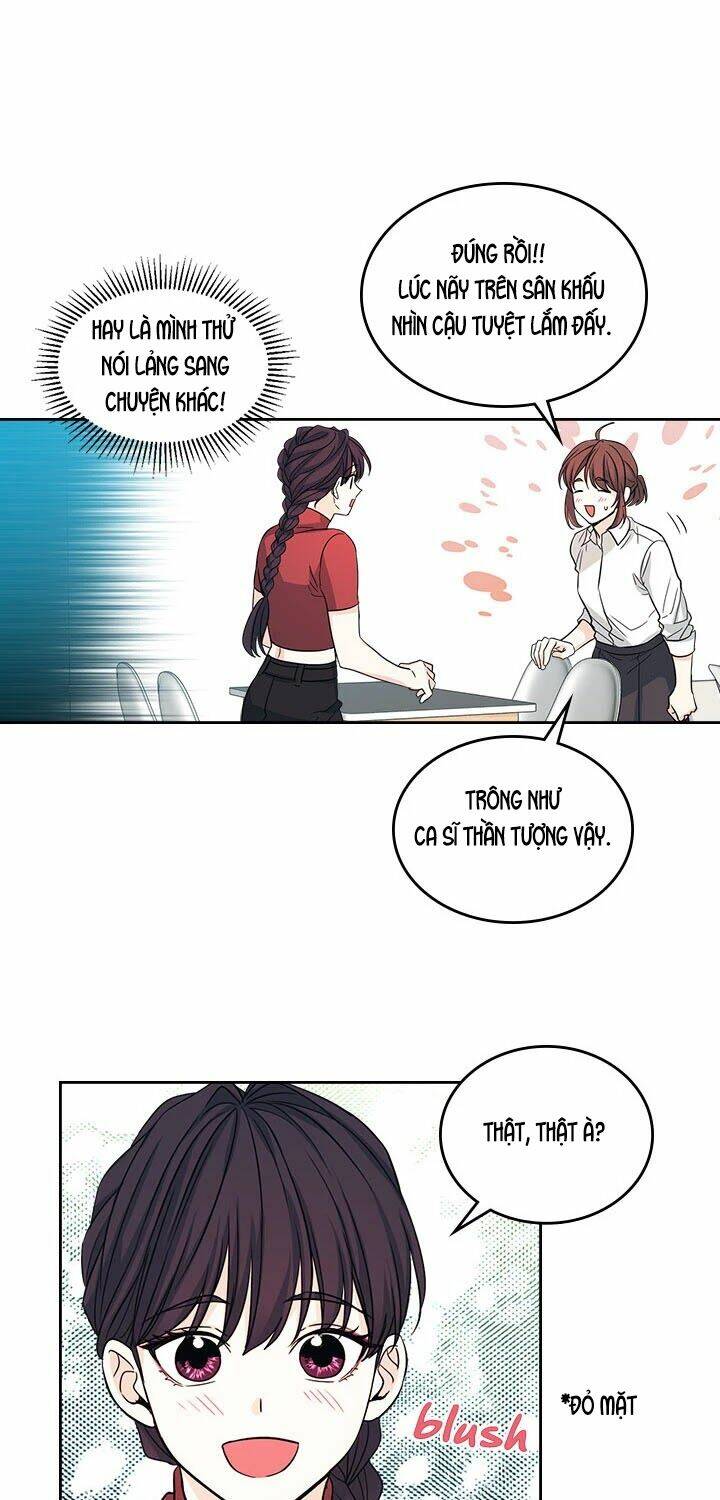 HAY LÀ MÌNH THỬ
NÓI LẢNG SANG
CHUYỆN KHÁC!
ĐÚNG RỒI!!
LÚC NÃY TRÊN SÂN KHẤU
NHÌN CẬU TUYỆT LẮM ĐẤY.
TRÔNG NHƯ
CA SĨ THẦN TƯỢNG VẬY.
THẬT, THẬT À?
blush
*ĐỎ MẶT